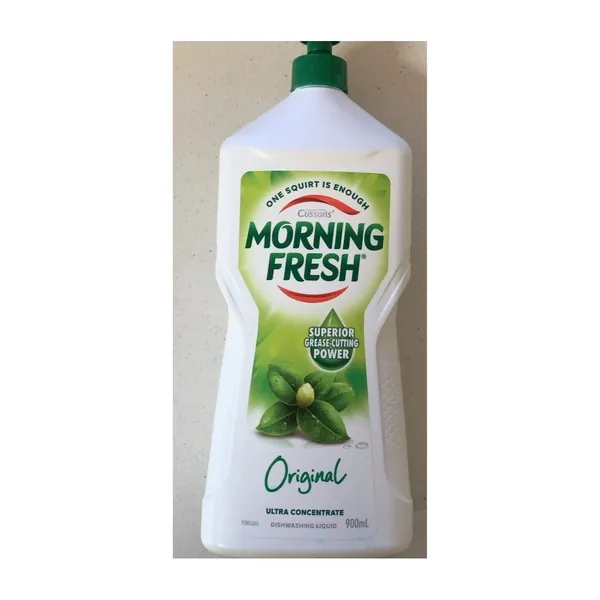 ONE SQUIRT IS ENOUGH
Cussons
MORNING
FRESH®
SUPERIOR
GREASE-CUTTING
POWER
Original
ULTRA CONCENTRATE
DISHWASHING LIQUID 900mL